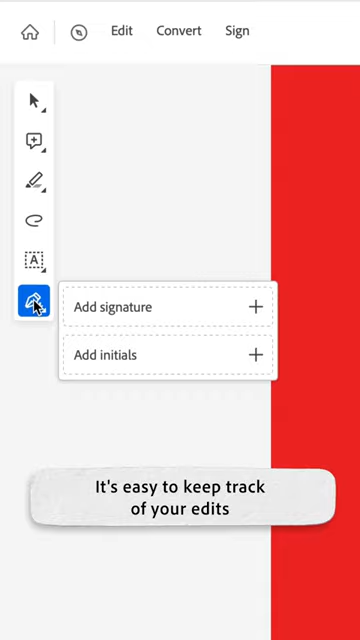 Edit
Convert
Sign
A
Add signature
Add initials
It's easy to keep track
of your edits